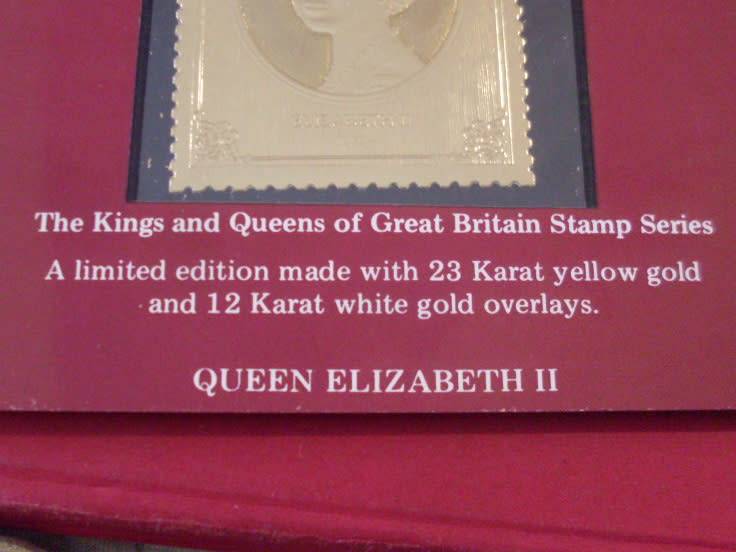 The Kings and Queens of Great Britain Stamp Series
A limited edition made with 23 Karat yellow gold
and 12 Karat white gold overlays.
QUEEN ELIZABETH II